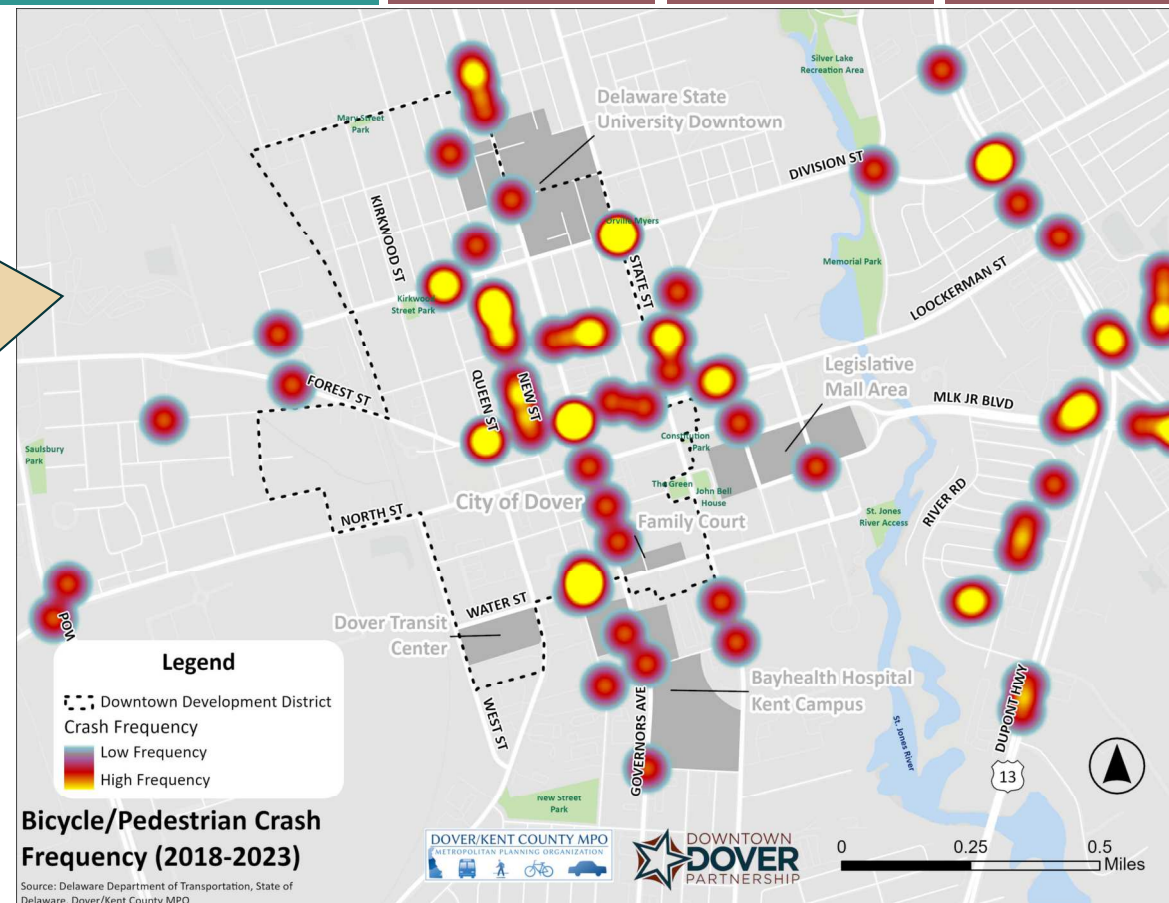 Silver Lake
Recreation Area
Delaware State
University Downtown
Mary Street
Park
DIVISION ST
KIRKWOOD ST
Orville Myers
STATE ST
Memorial Park
LOOCKERMAN ST
Kirkwood
Street Park
Legislative
Mall Area
FOREST ST
QUEEN ST
NEW ST
MLK JR BLVD
Constitution
Park
Saulsbury
Park
The Green
John Bell
House
City of Dover
Family Court
NORTH ST
St. Jones
River Access
RIVER RD
WATER ST
Dover Transit
Center
POW
Bayhealth Hospital
Kent Campus
WEST ST
GOVERNORS AVE
St. Jones River
DUPONT HWY
13
New Street
Park
Legend
Downtown Development District
Crash Frequency
Low Frequency
High Frequency
Bicycle/Pedestrian Crash
Frequency (2018-2023)
Source: Delaware Department of Transportation, State of
Delaware, Dover/Kent County MPO
DOVER/KENT COUNTY MPO
METROPOLITAN PLANNING ORGANIZATION
DOWNTOWN
DOVER
PARTNERSHIP
0 0.25 0.5
Miles